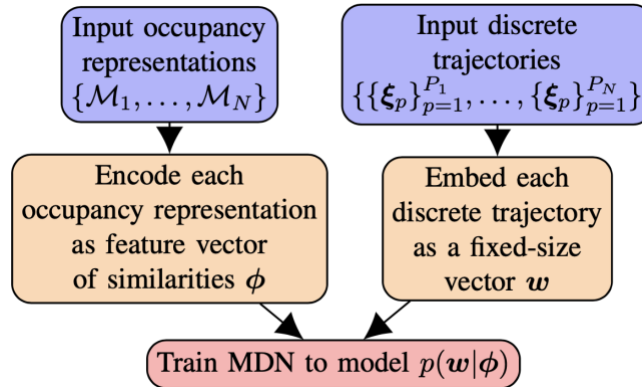 Input occupancy
representations
{ℳ₁, . . . , ℳ_N}
Input discrete
trajectories
{{ξ_p}_{p=1}^{P_1}, . . . , {ξ_p}_{p=1}^{P_N}}
Encode each
occupancy representation
as feature vector
of similarities ϕ
Embed each
discrete trajectory
as a fixed-size
vector w
Train MDN to model p(w|ϕ)